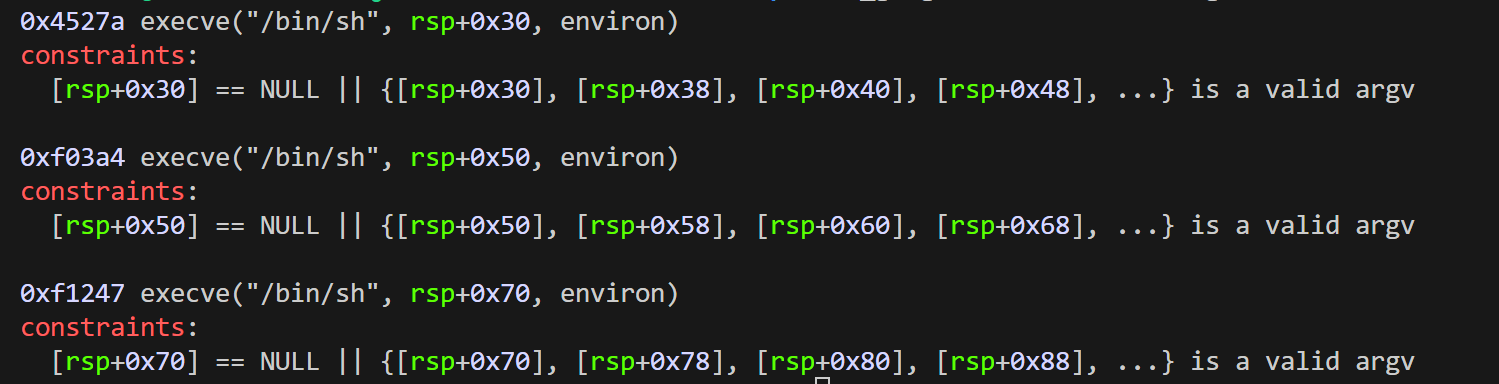 0x4527a execve("/bin/sh", rsp+0x30, environ)
constraints:
  [rsp+0x30] == NULL || {[rsp+0x30], [rsp+0x38], [rsp+0x40], [rsp+0x48], ...} is a valid argv

0xf03a4 execve("/bin/sh", rsp+0x50, environ)
constraints:
  [rsp+0x50] == NULL || {[rsp+0x50], [rsp+0x58], [rsp+0x60], [rsp+0x68], ...} is a valid argv

0xf1247 execve("/bin/sh", rsp+0x70, environ)
constraints:
  [rsp+0x70] == NULL || {[rsp+0x70], [rsp+0x78], [rsp+0x80], [rsp+0x88], ...} is a valid argv